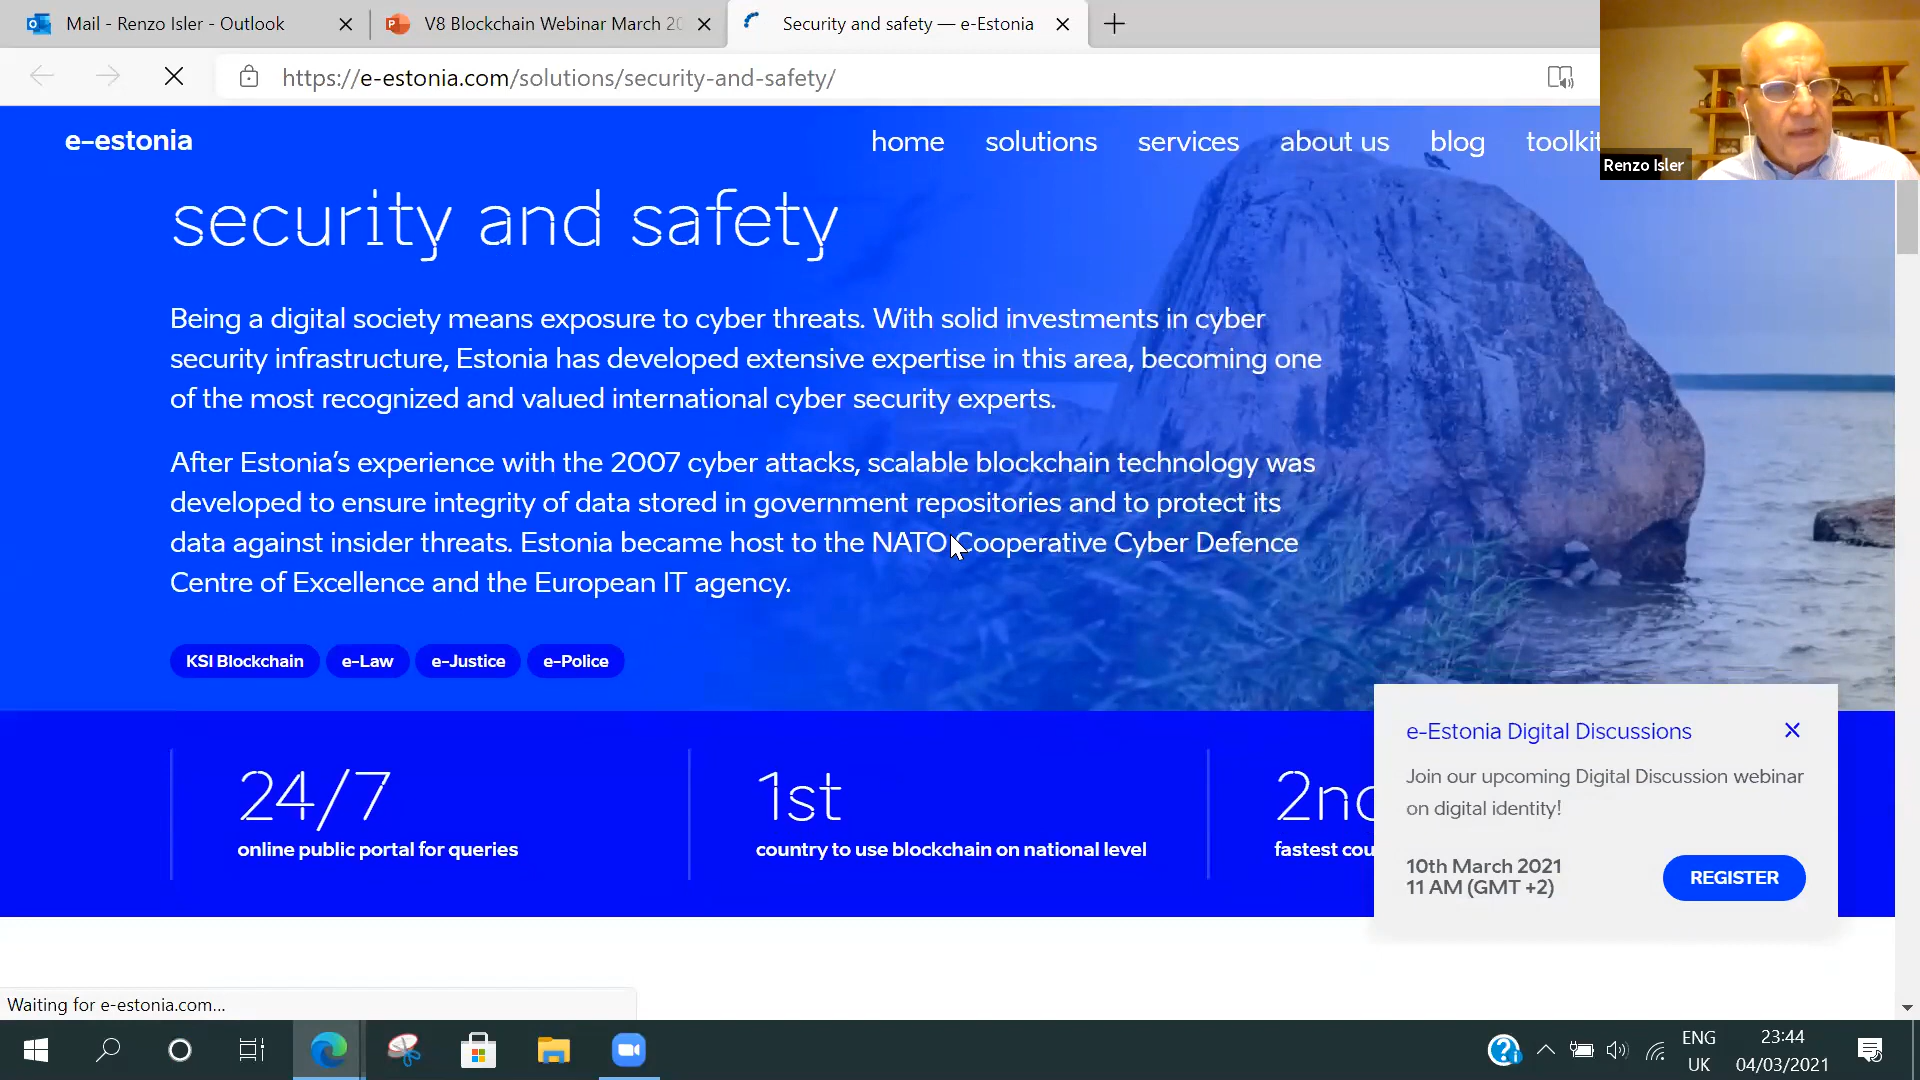 Mail - Renzo Isler - Outlook
V8 Blockchain Webinar March 20
Security and safety — e-Estonia
https://e-estonia.com/solutions/security-and-safety/
Renzo Isler
e-estonia
home solutions services about us blog toolkit
security and safety
Being a digital society means exposure to cyber threats. With solid investments in cyber
security infrastructure, Estonia has developed extensive expertise in this area, becoming one
of the most recognized and valued international cyber security experts.
After Estonia's experience with the 2007 cyber attacks, scalable blockchain technology was
developed to ensure integrity of data stored in government repositories and to protect its
data against insider threats. Estonia became host to the NATO Cooperative Cyber Defence
Centre of Excellence and the European IT agency.
KSI Blockchain e-Law e-Justice e-Police
24/7
online public portal for queries
1st
country to use blockchain on national level
2nd
fastest cou
e-Estonia Digital Discussions
Join our upcoming Digital Discussion webinar
on digital identity!
10th March 2021
11 AM (GMT +2)
REGISTER
Waiting for e-estonia.com...
ENG
UK
23:44
04/03/2021